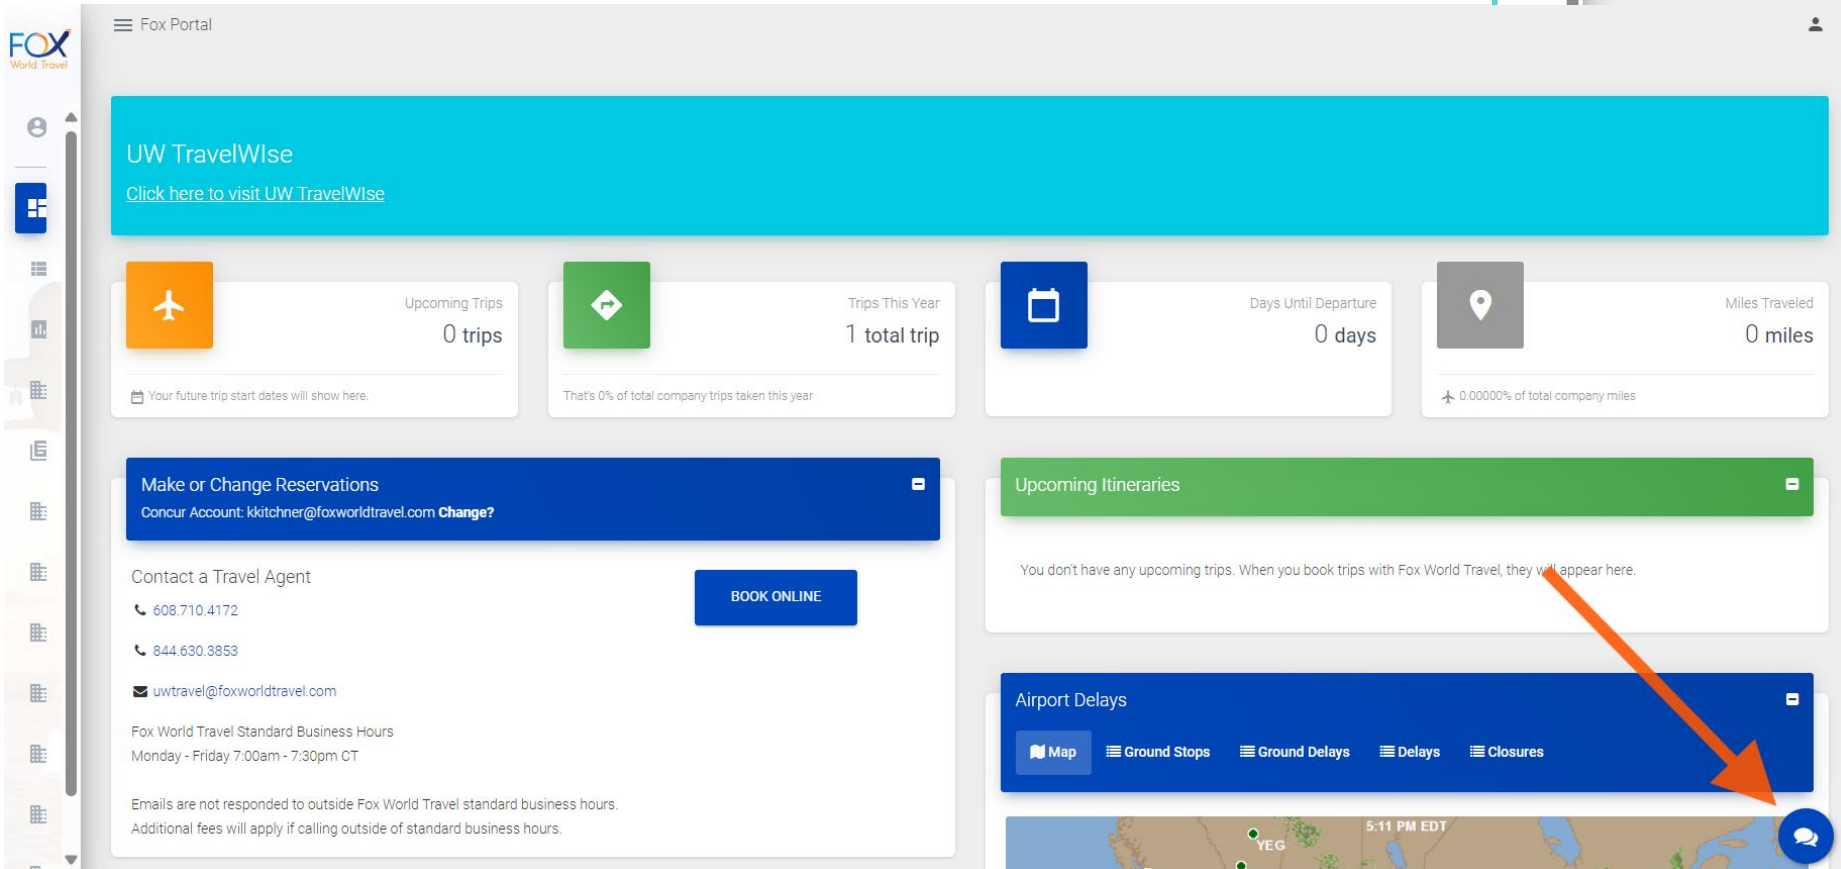 FOX
World Travel
Fox Portal
UW TravelWIse
Click here to visit UW TravelWIse
Upcoming Trips
0 trips
Your future trip start dates will show here.
Trips This Year
1 total trip
That's 0% of total company trips taken this year
Days Until Departure
0 days
Miles Traveled
0 miles
0.00000% of total company miles
Make or Change Reservations
Concur Account: kkitchner@foxworldtravel.com Change?
Contact a Travel Agent
608.710.4172
844.630.3853
uwtravel@foxworldtravel.com
BOOK ONLINE
Fox World Travel Standard Business Hours
Monday - Friday 7:00am - 7:30pm CT
Emails are not responded to outside Fox World Travel standard business hours.
Additional fees will apply if calling outside of standard business hours.
Upcoming Itineraries
You don't have any upcoming trips. When you book trips with Fox World Travel, they will appear here.
Airport Delays
Map Ground Stops Ground Delays Delays Closures
5:11 PM EDT
YEG